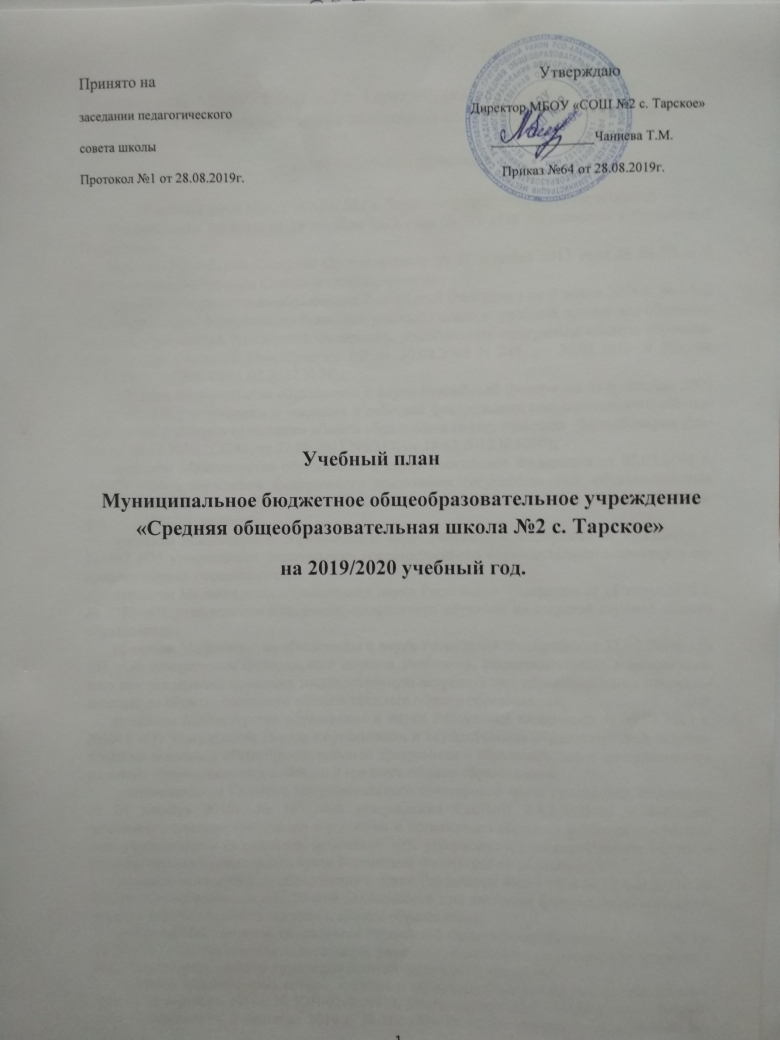 Принято на
заседании педагогического
совета школы
Протокол №1 от 28.08.2019г.
Утверждаю
Директор МБОУ «СОШ №2 с. Тарское»
Чаниева Т.М.
Приказ №64 от 28.08.2019г.
Учебный план
Муниципальное бюджетное общеобразовательное учреждение
«Средняя общеобразовательная школа №2 с. Тарское»
на 2019/2020 учебный год.